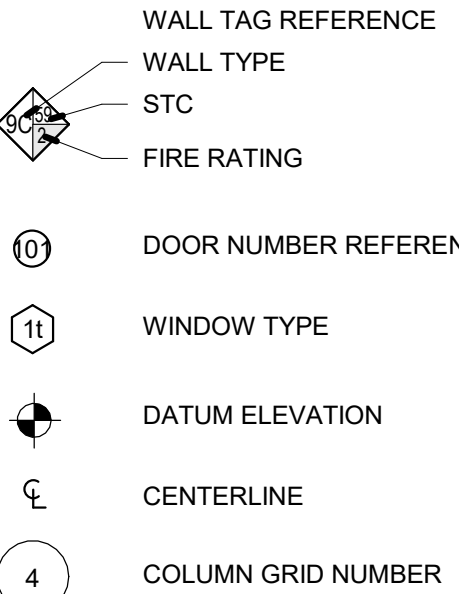 WALL TAG REFERENCE
WALL TYPE
9C 59 STC
2
FIRE RATING
101 DOOR NUMBER REFEREN
1t WINDOW TYPE
DATUM ELEVATION
℄ CENTERLINE
4 COLUMN GRID NUMBER